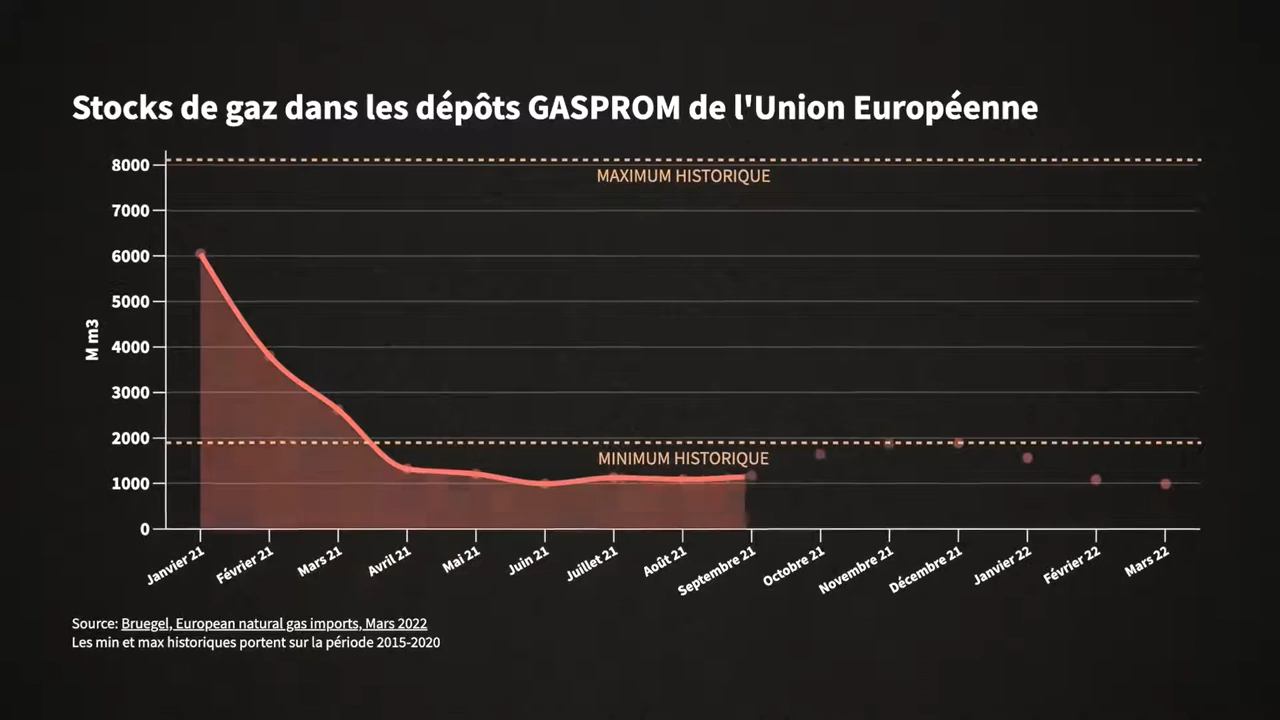 Stocks de gaz dans les dépôts GASPROM de l'Union Européenne
8000
MAXIMUM HISTORIQUE
7000
6000
5000
M m3
4000
3000
2000
MINIMUM HISTORIQUE
1000
0
Janvier 21 Février 21 Mars 21 Avril 21 Mai 21 Juin 21 Juillet 21 Août 21 Septembre 21 Octobre 21 Novembre 21 Décembre 21 Janvier 22 Février 22 Mars 22
Source: Bruegel, European natural gas imports, Mars 2022
Les min et max historiques portent sur la période 2015-2020